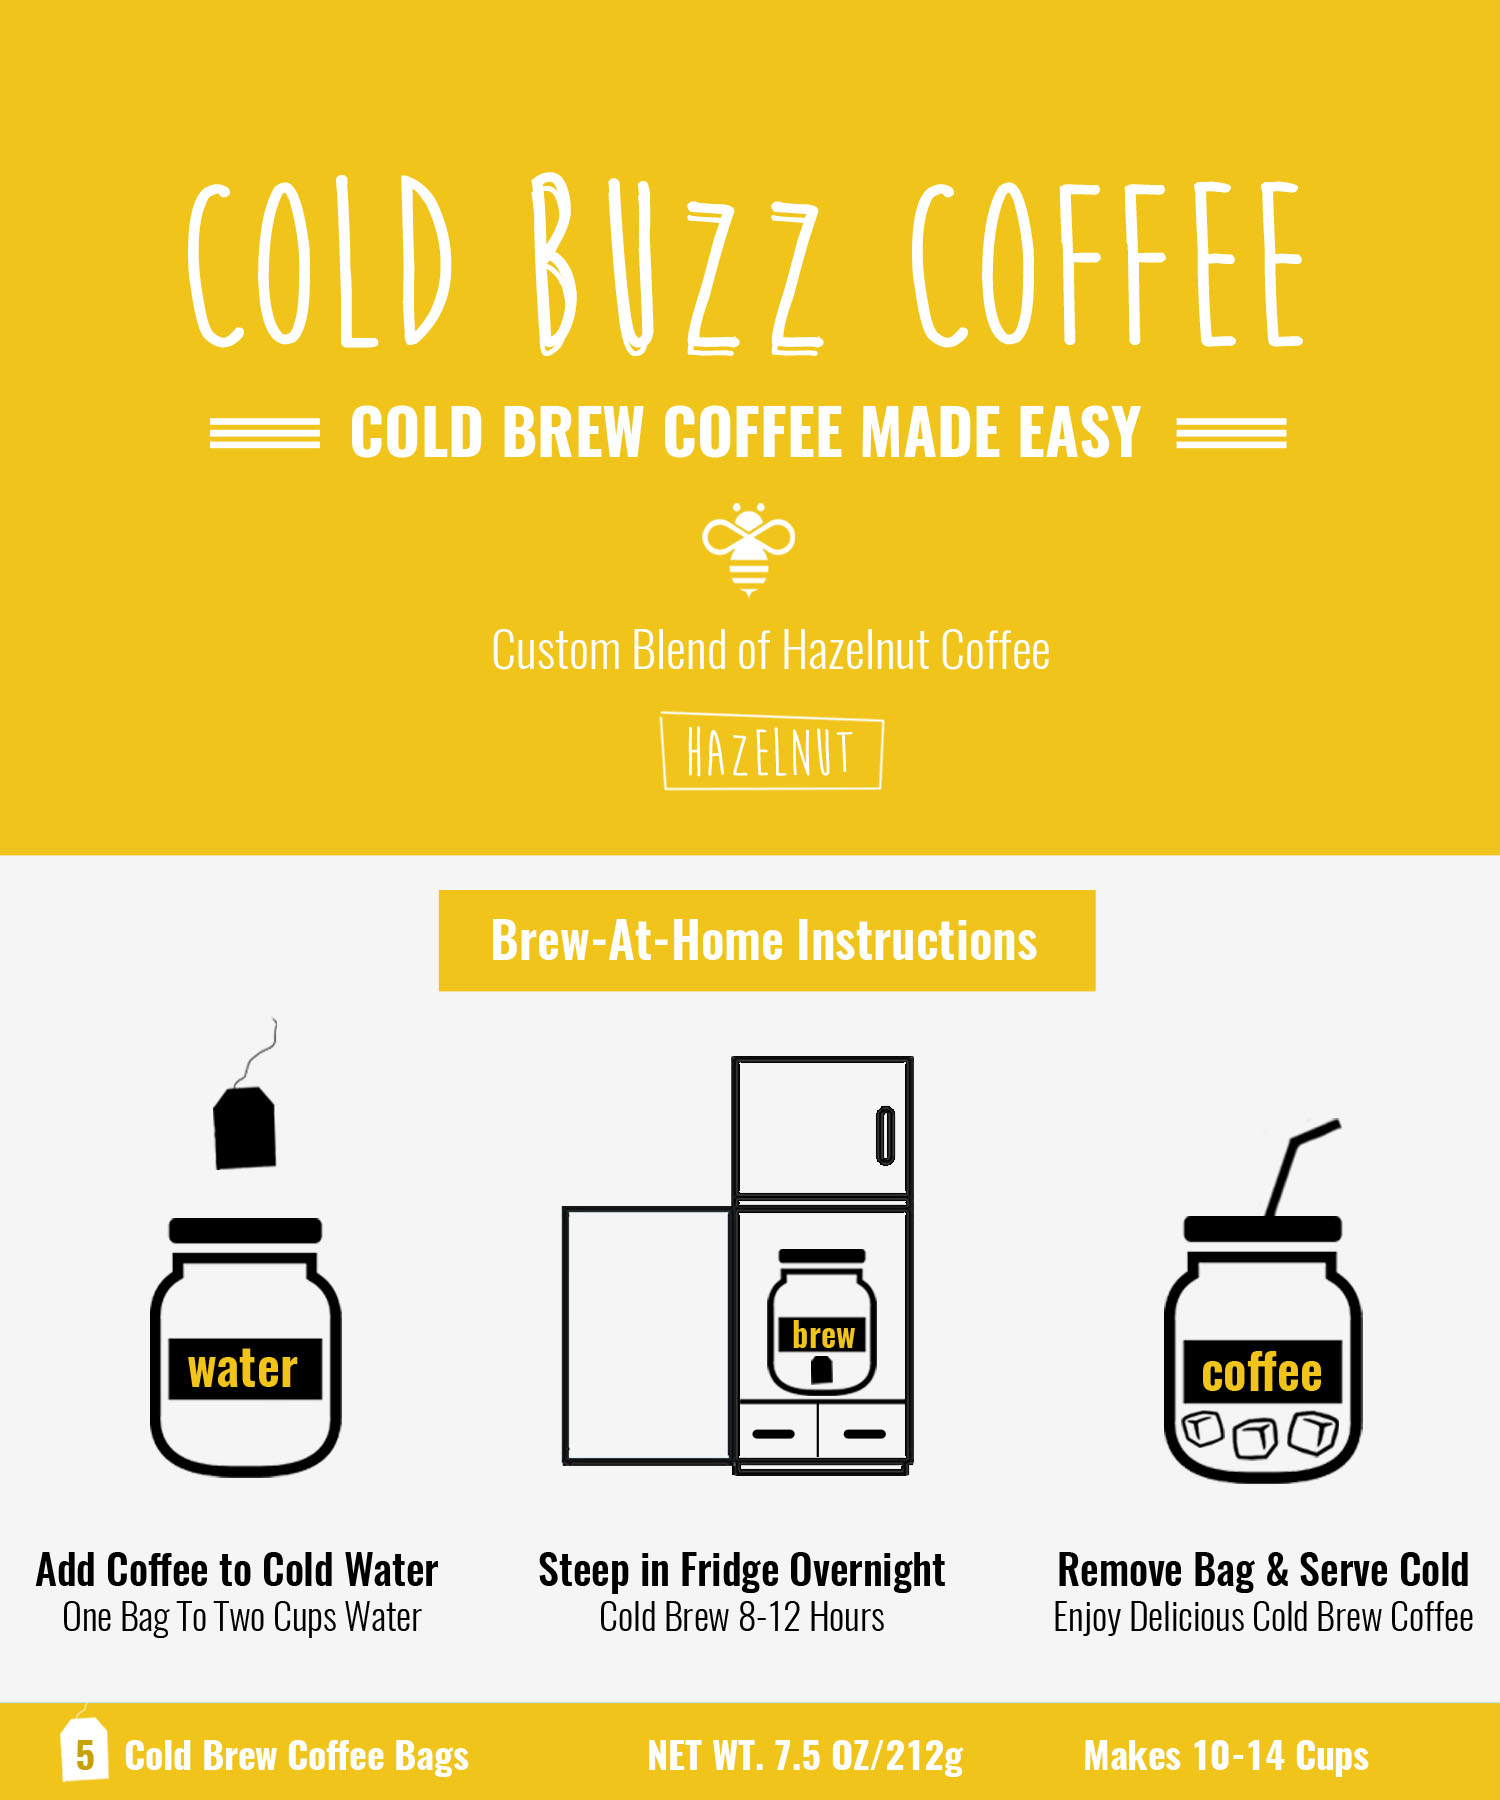 COLD BUZZ COFFEE
COLD BREW COFFEE MADE EASY
Custom Blend of Hazelnut Coffee
HAZELNUT
Brew-At-Home Instructions
water
brew
coffee
Add Coffee to Cold Water
One Bag To Two Cups Water
Steep in Fridge Overnight
Cold Brew 8-12 Hours
Remove Bag & Serve Cold
Enjoy Delicious Cold Brew Coffee
5 Cold Brew Coffee Bags
NET WT. 7.5 OZ/212g
Makes 10-14 Cups